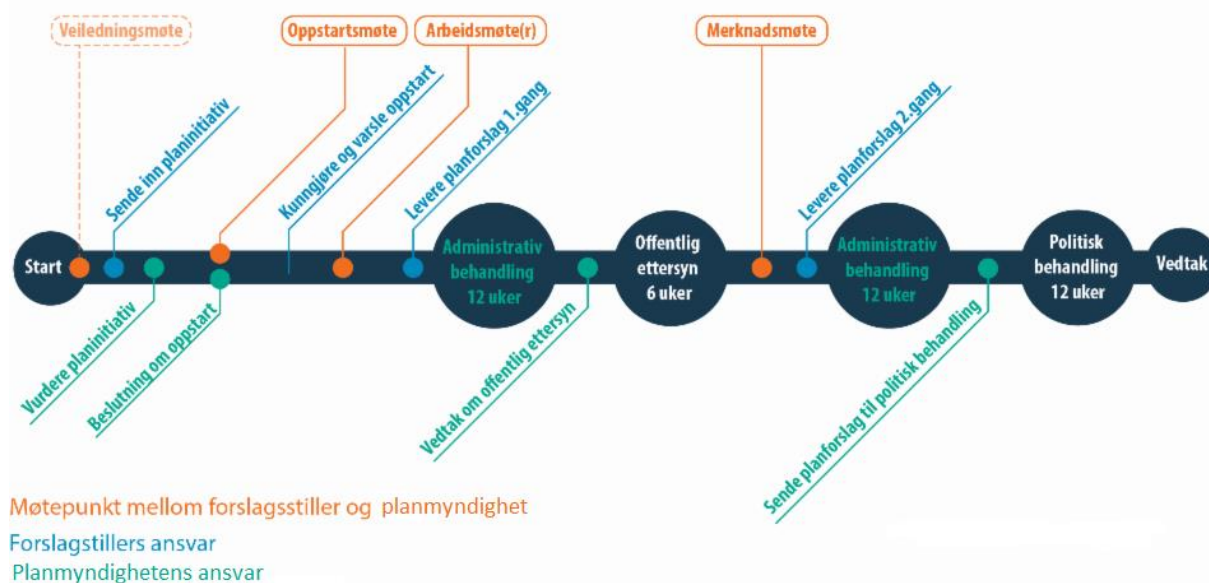 Veiledningsmøte
Oppstartsmøte
Arbeidsmøte(r)
Merknadsmøte
Sende inn planinitiativ
Kunngjøre og varsle oppstart
Levere planforslag 1.gang
Levere planforslag 2.gang
Start
Administrativ
behandling
12 uker
Offentlig
ettersyn
6 uker
Administrativ
behandling
12 uker
Politisk
behandling
12 uker
Vedtak
Vurdere planinitiativ
Beslutning om oppstart
Vedtak om offentlig ettersyn
Sende planforslag til politisk behandling
Møtepunkt mellom forslagsstiller og planmyndighet
Forslagstillers ansvar
Planmyndighetens ansvar